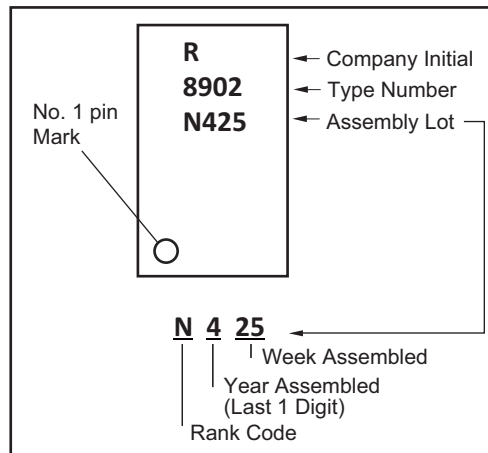 R
8902
N425
Company Initial
Type Number
Assembly Lot
No. 1 pin
Mark
N 4 25
Week Assembled
Year Assembled
(Last 1 Digit)
Rank Code